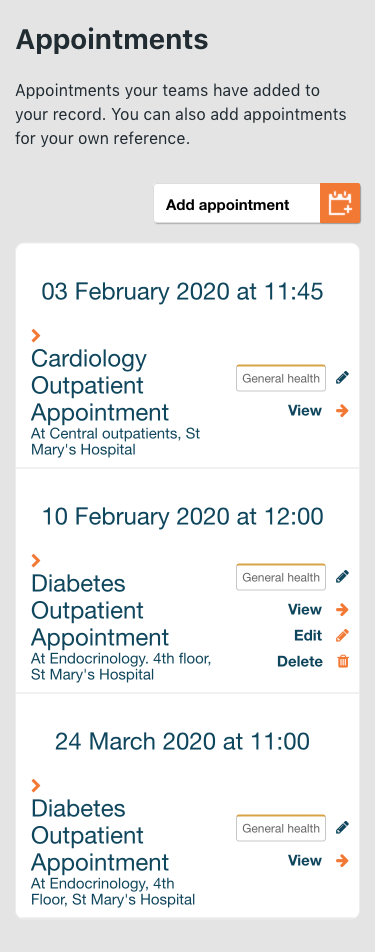 Appointments
Appointments your teams have added to
your record. You can also add appointments
for your own reference.
Add appointment
03 February 2020 at 11:45
Cardiology
Outpatient
Appointment
At Central outpatients, St
Mary's Hospital
General health
View
10 February 2020 at 12:00
Diabetes
Outpatient
Appointment
At Endocrinology. 4th floor,
St Mary's Hospital
General health
View
Edit
Delete
24 March 2020 at 11:00
Diabetes
Outpatient
Appointment
At Endocrinology, 4th
Floor, St Mary's Hospital
General health
View